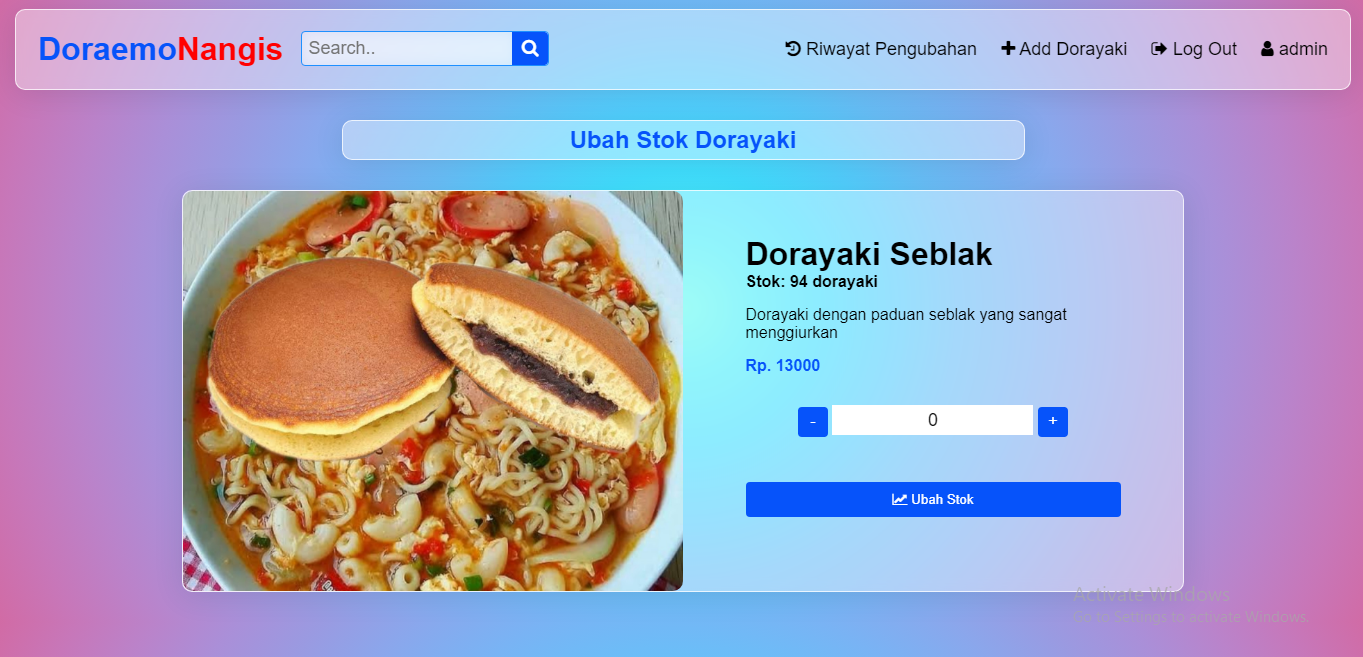 DoraemoNangis
Search..
Riwayat Pengubahan
Add Dorayaki
Log Out
admin
Ubah Stok Dorayaki
Dorayaki Seblak
Stok: 94 dorayaki
Dorayaki dengan paduan seblak yang sangat
menggiurkan
Rp. 13000
- 0 +
Ubah Stok
Activate Windows
Go to Settings to activate Windows.